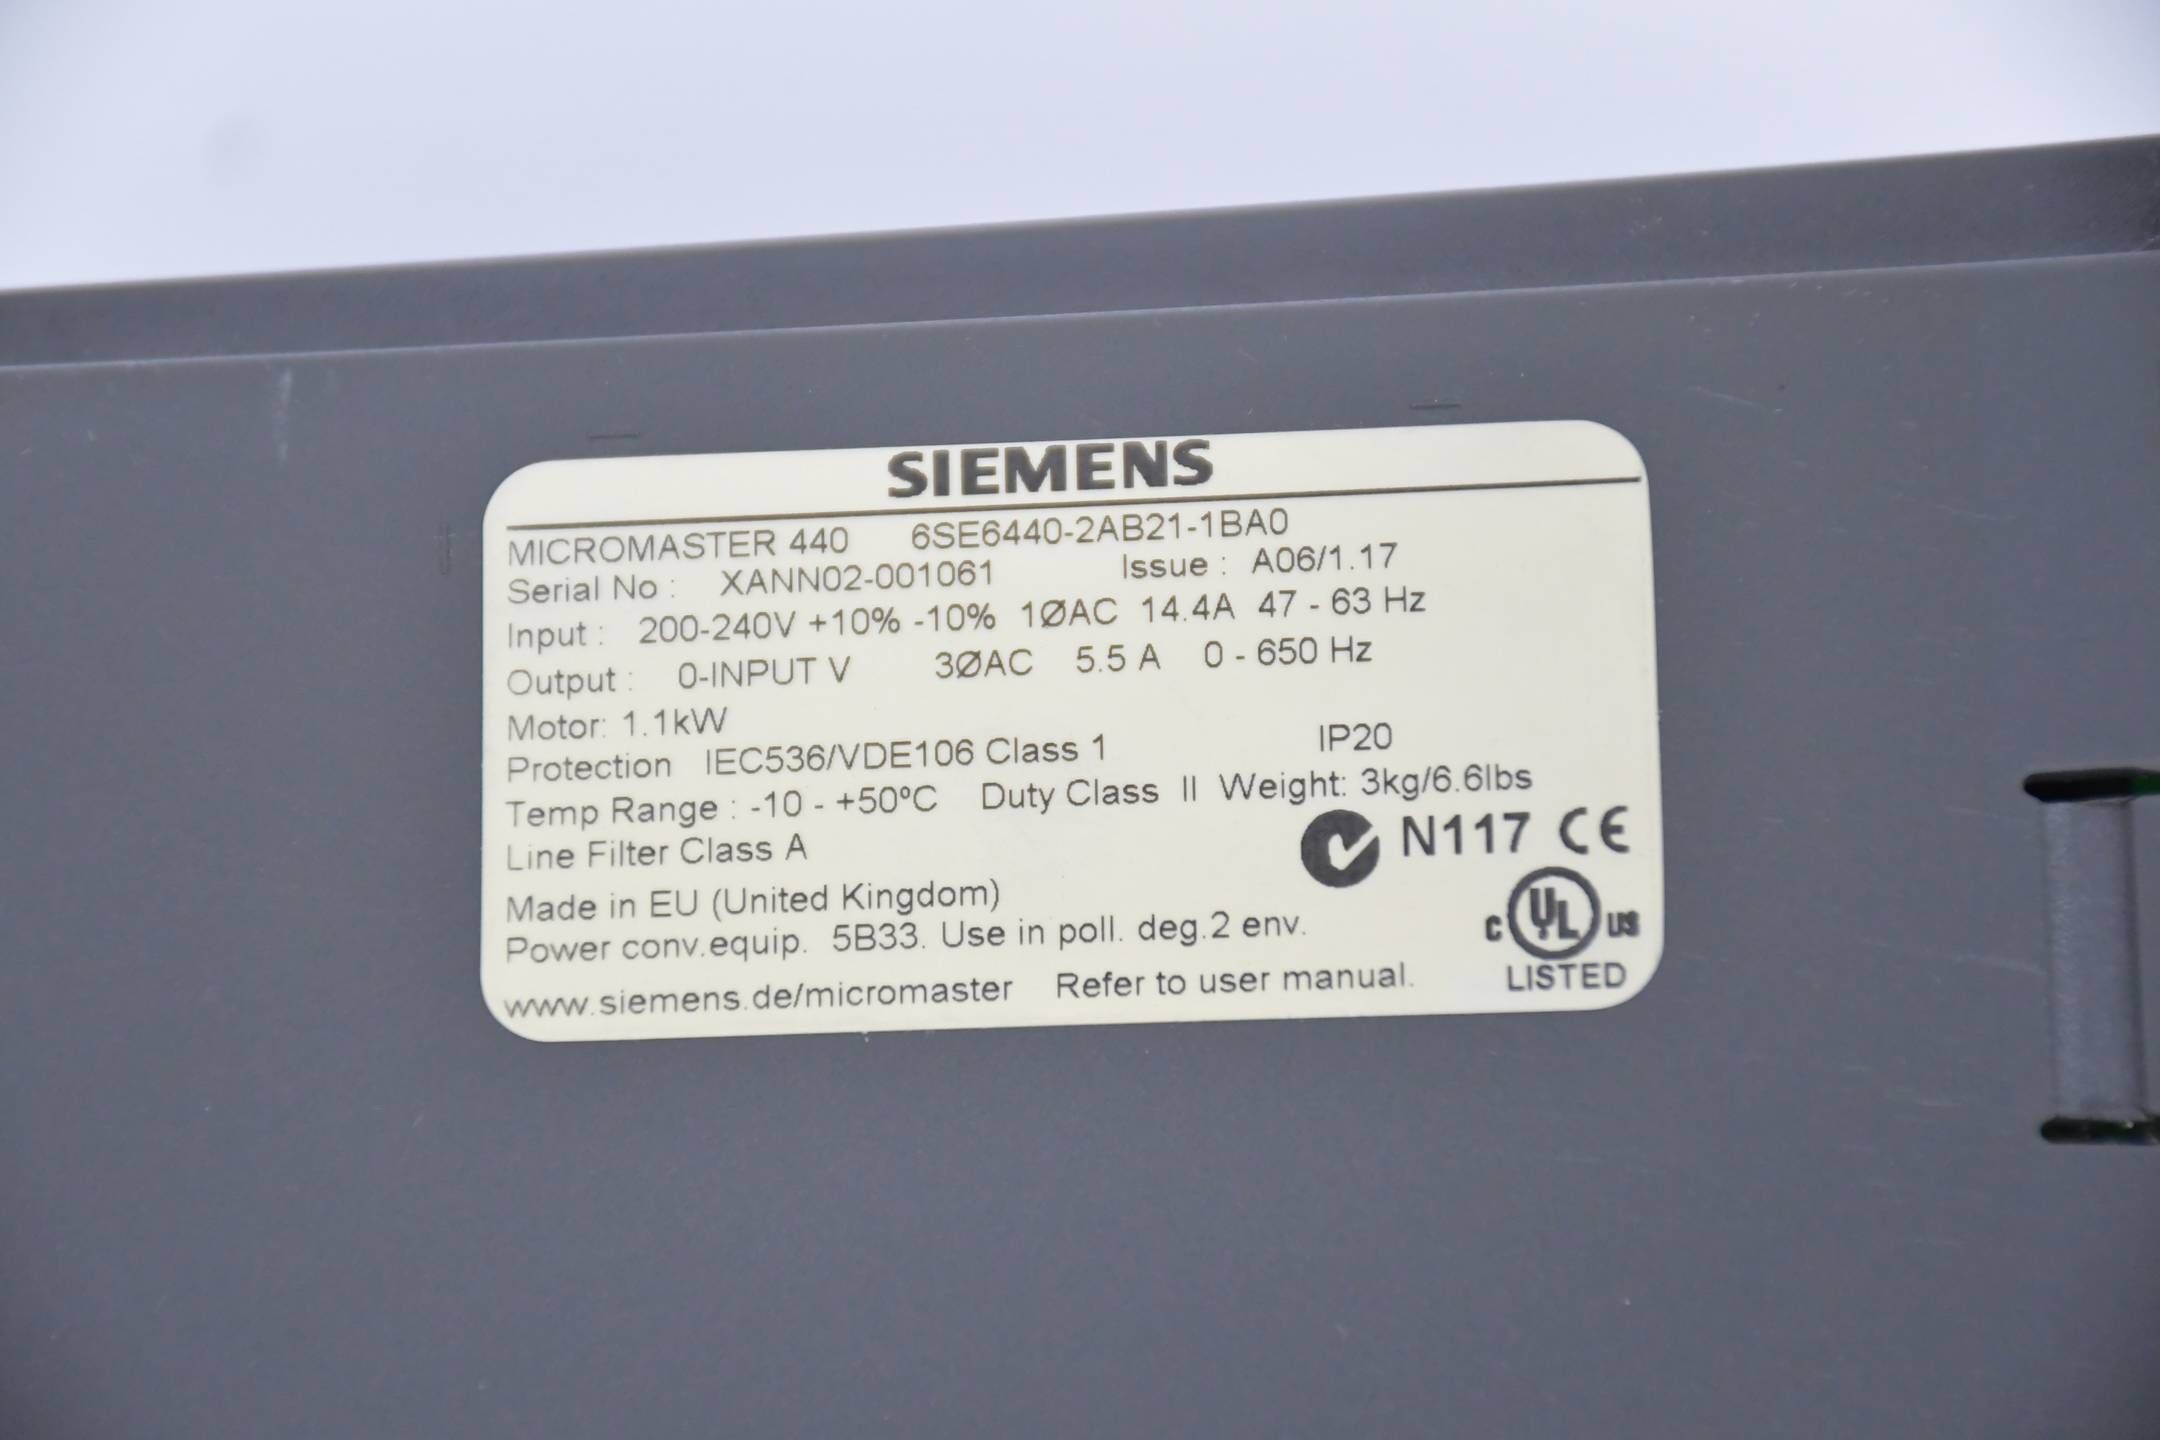 SIEMENS
MICROMASTER 440 6SE6440-2AB21-1BA0
Serial No : XANN02-001061 Issue : A06/1.17
Input : 200-240V +10% -10% 1ØAC 14.4A 47 - 63 Hz
Output : 0-INPUT V 3ØAC 5.5 A 0 - 650 Hz
Motor: 1.1kW
Protection IEC536/VDE106 Class 1 IP20
Temp Range : -10 - +50ºC Duty Class II Weight: 3kg/6.6lbs
Line Filter Class A
N117 CE
Made in EU (United Kingdom)
Power conv.equip. 5B33. Use in poll. deg.2 env.
C UL US
www.siemens.de/micromaster Refer to user manual.
LISTED